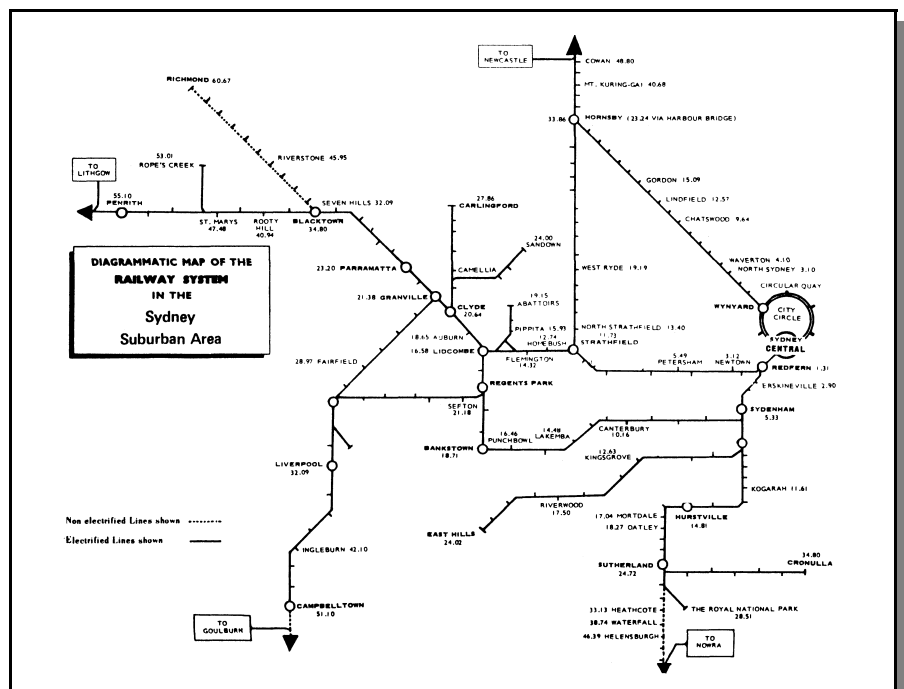 TO
NEWCASTLE
COWAN 48.80
MT. KURING-GAI 40.68
33.86 HORNSBY (23.24 VIA HARBOUR BRIDGE)
RICHMOND 60.67
RIVERSTONE 45.95
53.01
ROPE'S CREEK
TO
LITHGOW
55.10
PENRITH
ST. MARYS
47.48
ROOTY
HILL
40.94
SEVEN HILLS 32.09
BLACKTOWN
34.80
GORDON 15.09
LINDFIELD 12.57
CHATSWOOD 9.64
WAVERTON 4.10
NORTH SYDNEY 3.10
CIRCULAR QUAY
WYNYARD
CITY
CIRCLE
SYDNEY
CENTRAL
27.86
CARLINGFORD
24.00
SANDOWN
CAMELLIA
WEST RYDE 19.19
DIAGRAMMATIC MAP OF THE
RAILWAY SYSTEM
IN THE
Sydney
Suburban Area
23.20 PARRAMATTA
21.38 GRANVILLE
CLYDE
20.64
19.15
ABATTOIRS
PIPPITA 15.93
12.74
HOMEBUSH
NORTH STRATHFIELD 13.40
11.73
STRATHFIELD
18.65 AUBURN
16.58 LIDCOMBE
FLEMINGTON
14.32
5.49
PETERSHAM
3.12
NEWTOWN
REDFERN 1.31
ERSKINEVILLE 2.90
28.97 FAIRFIELD
REGENTS PARK
SEFTON
21.18
SYDENHAM
5.33
16.46
PUNCHBOWL
14.48
LAKEMBA
CANTERBURY
10.16
BANKSTOWN
18.71
12.63
KINGSGROVE
LIVERPOOL
32.09
KOGARAH 11.61
RIVERWOOD
17.50
17.04 MORTDALE
18.27 OATLEY
HURSTVILLE
14.81
EAST HILLS
24.02
Non electrified Lines shown
Electrified Lines shown
INGLEBURN 42.10
34.80
CRONULLA
SUTHERLAND
24.72
CAMPBELLTOWN
51.10
TO
GOULBURN
THE ROYAL NATIONAL PARK
28.51
33.13 HEATHCOTE
38.74 WATERFALL
46.39 HELENSBURGH
TO
NOWRA